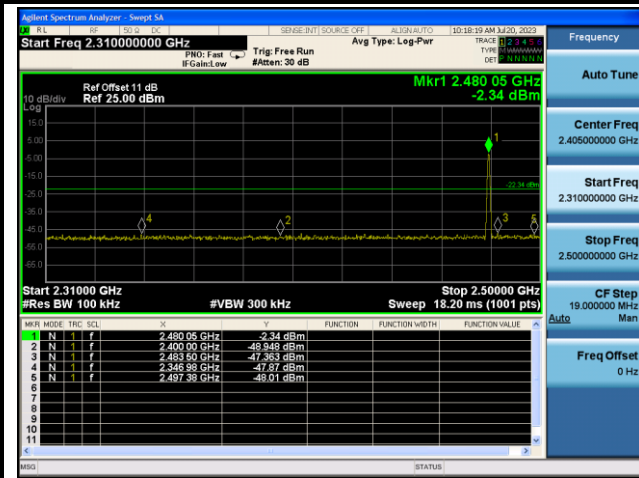 Agilent Spectrum Analyzer - Swept SA
RL RF 50 Ω DC SENSE:INT SOURCE OFF ALIGNAUTO 10:18:19 AM Jul 20, 2023
Start Freq 2.310000000 GHz Avg Type: Log-Pwr TRACE 1 2 3 4 5 6
PNO: Fast Trig: Free Run TYPE
IFGain:Low #Atten: 30 dB DET P N N N N N
Mkr1 2.480 05 GHz
Ref Offset 11 dB
10 dB/div Ref 25.00 dBm -2.34 dBm
Log
15.0
5.00
-5.00
-15.0
-25.0
-35.0
-45.0
-55.0
-65.0
1
-22.34 dBm
4 2 3 5
Start 2.31000 GHz Stop 2.50000 GHz
#Res BW 100 kHz #VBW 300 kHz Sweep 18.20 ms (1001 pts)
MKR MODE TRC SCL X Y FUNCTION FUNCTION WIDTH FUNCTION VALUE
1 N 1 f 2.480 05 GHz -2.34 dBm
2 N 1 f 2.400 00 GHz -48.948 dBm
3 N 1 f 2.483 50 GHz -47.363 dBm
4 N 1 f 2.346 98 GHz -47.87 dBm
5 N 1 f 2.497 38 GHz -48.01 dBm
6
7
8
9
10
11
MSG STATUS
Frequency
Auto Tune
Center Freq
2.405000000 GHz
Start Freq
2.310000000 GHz
Stop Freq
2.500000000 GHz
CF Step
19.000000 MHz
Auto Man
Freq Offset
0 Hz